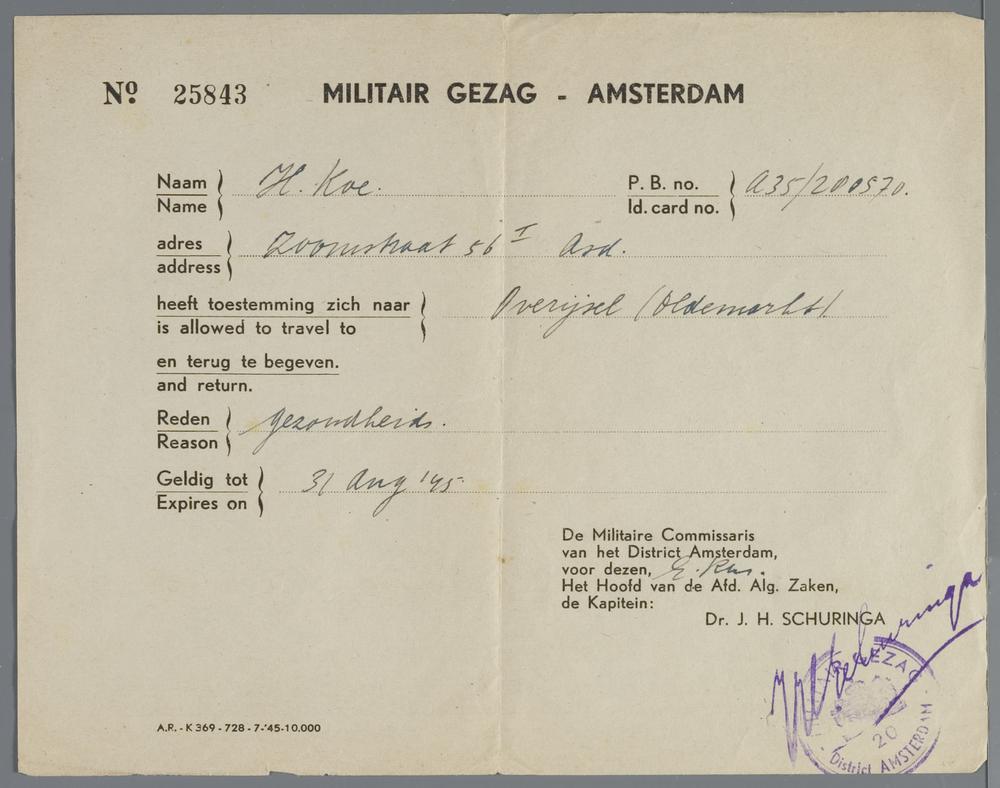 Nº 25843 MILITAIR GEZAG - AMSTERDAM
Naam
Name
H. Koe.
P. B. no.
Id. card no.
A35/200570.
adres
address
Zoomstraat 56 I Asd.
heeft toestemming zich naar
is allowed to travel to
Overijsel (Oldemarkt)
en terug te begeven.
and return.
Reden
Reason
gezondheids.
Geldig tot
Expires on
31 Aug '45
De Militaire Commissaris
van het District Amsterdam,
voor dezen,
Het Hoofd van de Afd. Alg. Zaken,
de Kapitein:
Dr. J. H. SCHURINGA
JHSchuringa
MILITAIR GEZAG
20
District AMSTERDAM
A.R. - K 369 - 728 - 7-'45-10.000